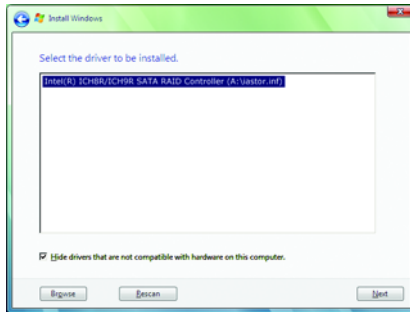 Install Windows
Select the driver to be installed.
Intel(R) ICH8R/ICH9R SATA RAID Controller (A:\iastor.inf)
Hide drivers that are not compatible with hardware on this computer.
Browse
Rescan
Next